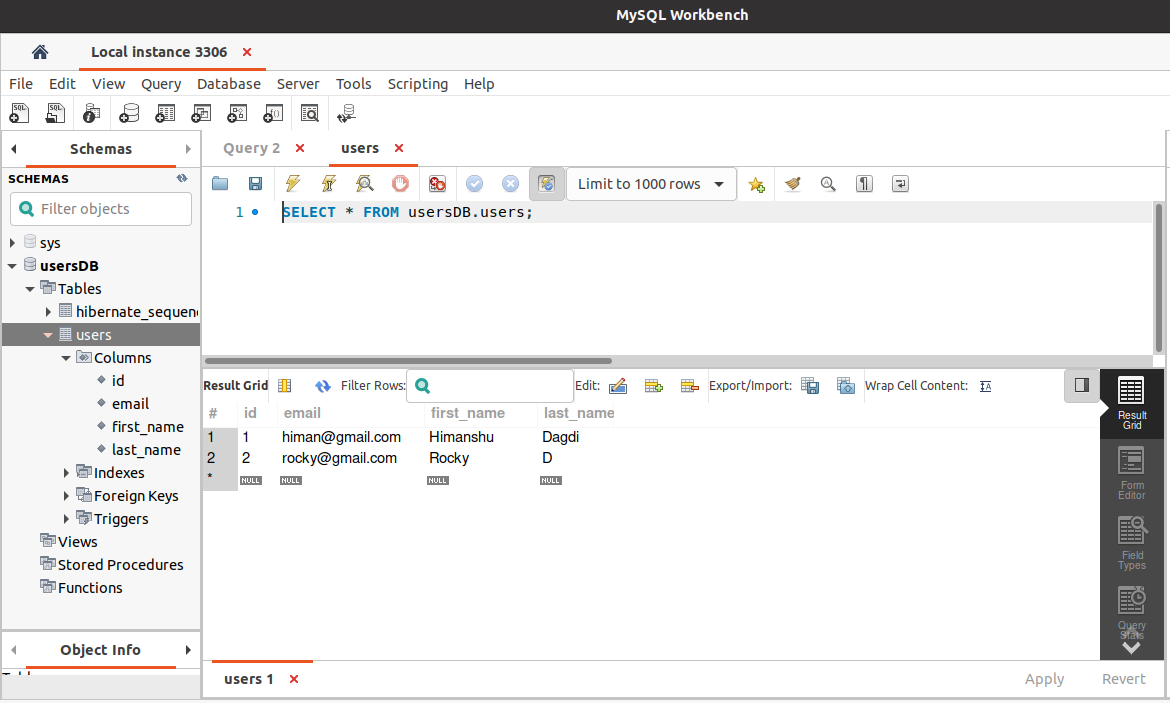 MySQL Workbench
Local instance 3306
File Edit View Query Database Server Tools Scripting Help
Schemas
Query 2 users
SCHEMAS
Limit to 1000 rows
Filter objects
1 SELECT * FROM usersDB.users;
sys
usersDB
Tables
hibernate_sequen
users
Columns
id
email
first_name
last_name
Indexes
Foreign Keys
Triggers
Views
Stored Procedures
Functions
Result Grid Filter Rows: Edit: Export/Import: Wrap Cell Content:
# id email first_name last_name
1 1 himan@gmail.com Himanshu Dagdi
2 2 rocky@gmail.com Rocky D
* NULL NULL NULL NULL
Result
Grid
Form
Editor
Field
Types
Query
Stats
Object Info
users 1 Apply Revert